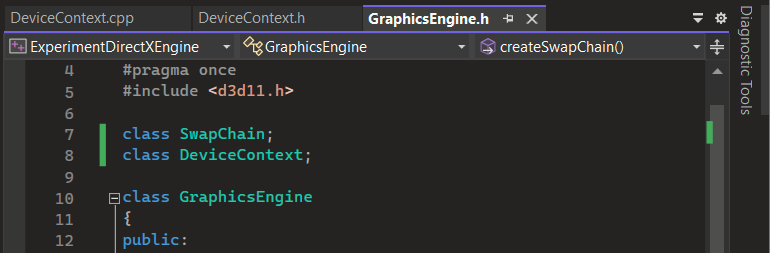 DeviceContext.cpp DeviceContext.h GraphicsEngine.h
ExperimentDirectXEngine GraphicsEngine createSwapChain()
Diagnostic Tools
4 #pragma once
5 #include <d3d11.h>
6
7 class SwapChain;
8 class DeviceContext;
9
10 class GraphicsEngine
11 {
12 public: